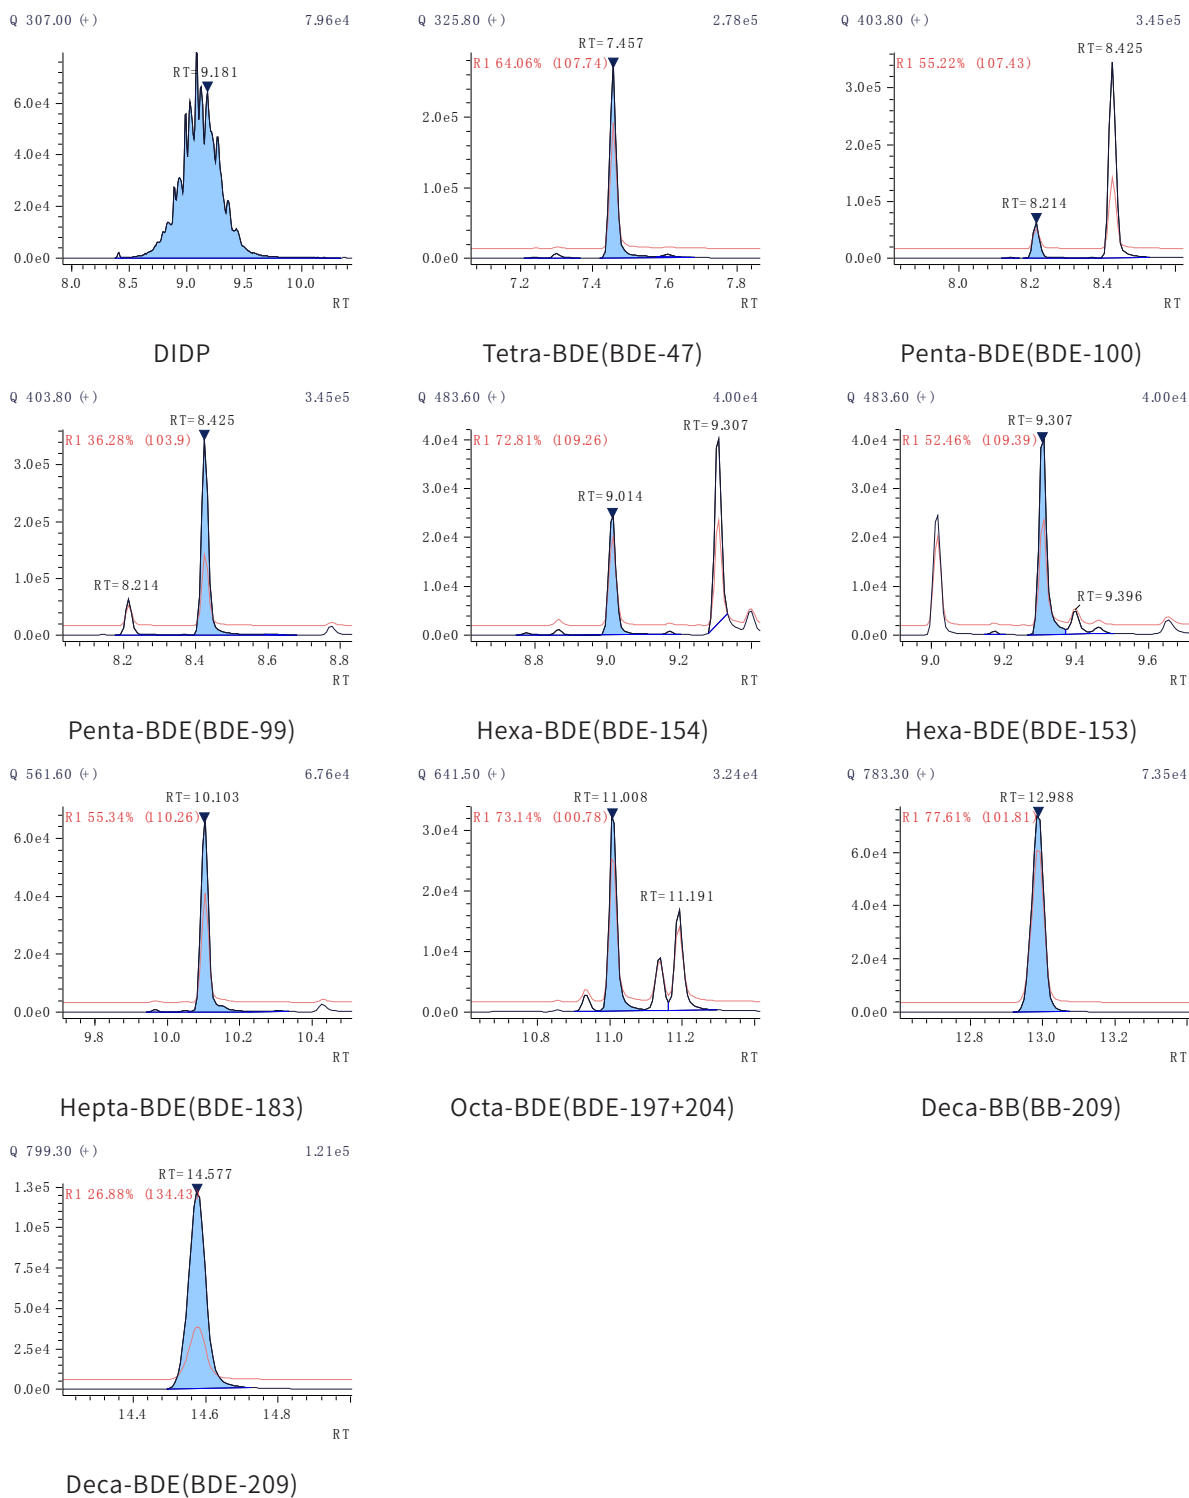 Q 307.00 (+) 7.96e4
RT=9.181
6.0e4
4.0e4
2.0e4
0.0e0
8.0 8.5 9.0 9.5 10.0
RT
DIDP
Q 325.80 (+) 2.78e5
RT=7.457
R1 64.06% (107.74)
2.0e5
1.0e5
0.0e0
7.2 7.4 7.6 7.8
RT
Tetra-BDE(BDE-47)
Q 403.80 (+) 3.45e5
RT=8.425
R1 55.22% (107.43)
3.0e5
2.0e5
RT=8.214
1.0e5
0.0e0
8.0 8.2 8.4
RT
Penta-BDE(BDE-100)
Q 403.80 (+) 3.45e5
RT=8.425
R1 36.28% (103.9)
3.0e5
2.0e5
RT=8.214
1.0e5
0.0e0
8.2 8.4 8.6 8.8
RT
Penta-BDE(BDE-99)
Q 483.60 (+) 4.00e4
RT=9.307
R1 72.81% (109.26)
4.0e4
3.0e4
RT=9.014
2.0e4
1.0e4
0.0e0
8.8 9.0 9.2
RT
Hexa-BDE(BDE-154)
Q 483.60 (+) 4.00e4
RT=9.307
R1 52.46% (109.39)
4.0e4
3.0e4
2.0e4
1.0e4
RT=9.396
0.0e0
9.0 9.2 9.4 9.6
RT
Hexa-BDE(BDE-153)
Q 561.60 (+) 6.76e4
RT=10.103
R1 55.34% (110.26)
6.0e4
4.0e4
2.0e4
0.0e0
9.8 10.0 10.2 10.4
RT
Hepta-BDE(BDE-183)
Q 641.50 (+) 3.24e4
RT=11.008
R1 73.14% (100.78)
3.0e4
2.0e4
RT=11.191
1.0e4
0.0e0
10.8 11.0 11.2
RT
Octa-BDE(BDE-197+204)
Q 783.30 (+) 7.35e4
RT=12.988
R1 77.61% (101.81)
6.0e4
4.0e4
2.0e4
0.0e0
12.8 13.0 13.2
RT
Deca-BB(BB-209)
Q 799.30 (+) 1.21e5
RT=14.577
1.3e5
R1 26.88% (134.43)
1.0e5
7.5e4
5.0e4
2.5e4
0.0e0
14.4 14.6 14.8
RT
Deca-BDE(BDE-209)